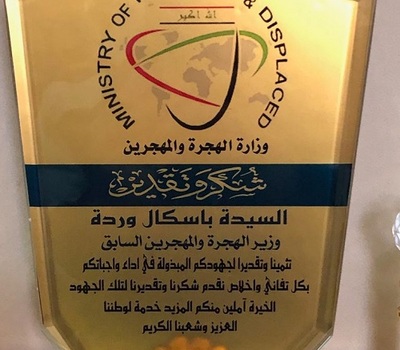 MINISTRY OF & DISPLACED
الله اكبر
وزارة الهجرة والمهجرين
شكر وتقدير
السيدة باسكال وردة
وزير الهجرة والمهجرين السابق
تثمينا وتقديرا لجهودكم المبذولة في اداء واجباتكم
بكل تفاني واخلاص نقدم شكرنا وتقديرنا لتلك الجهود
الخيرة آملين منكم المزيد خدمة لوطننا
العزيز وشعبنا الكريم